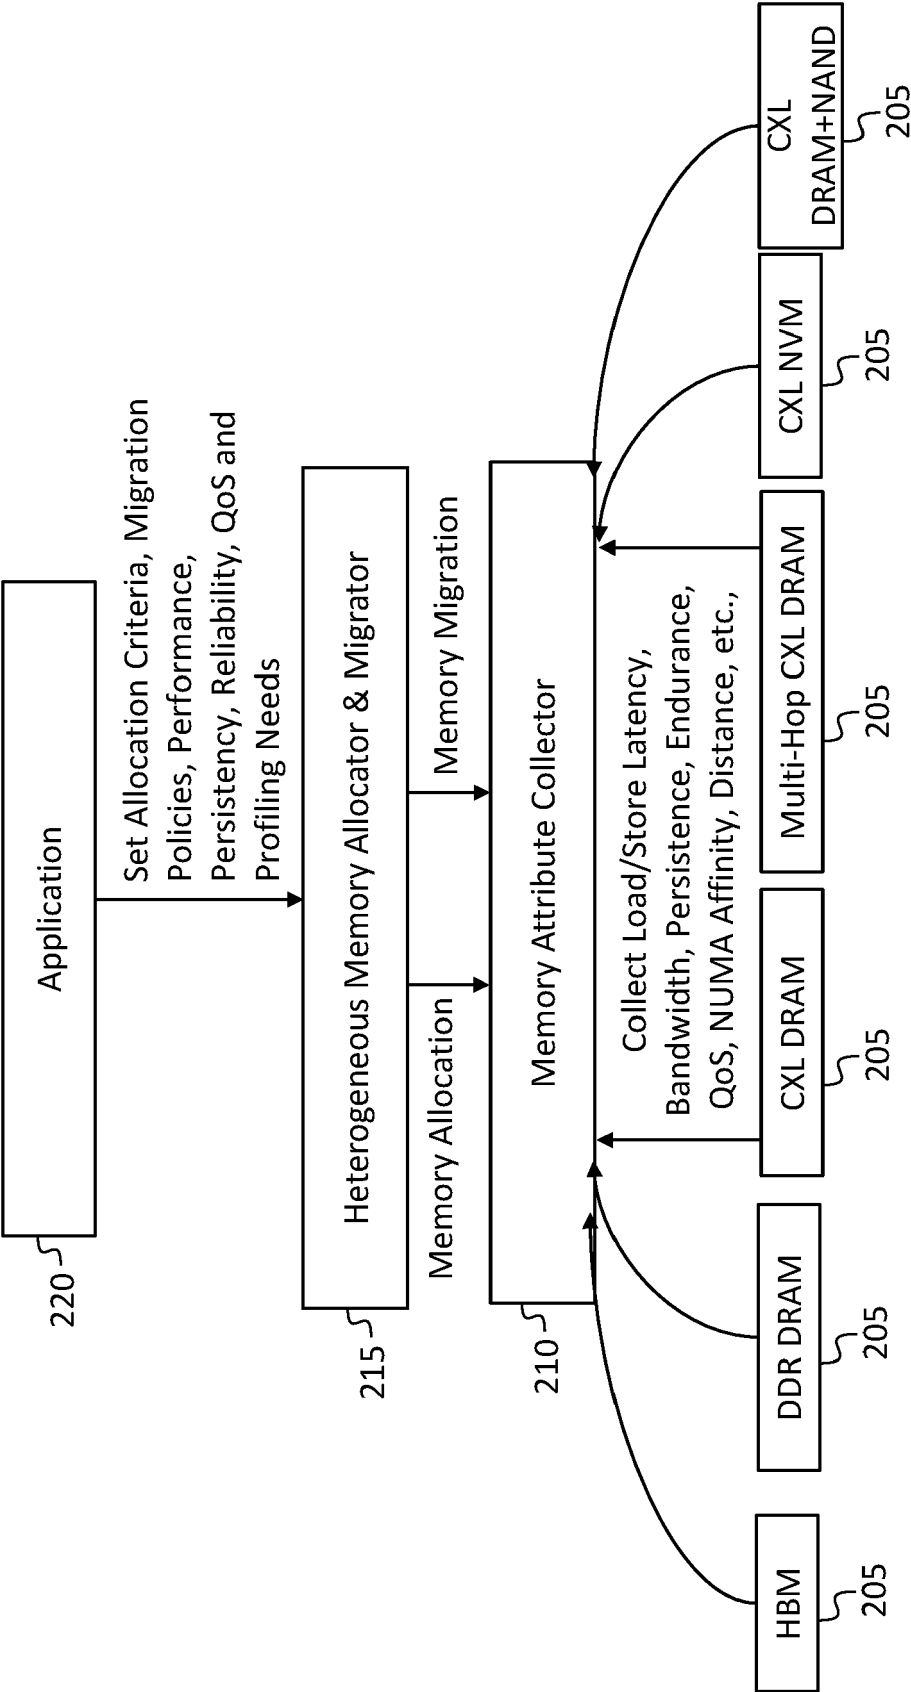 Application
220
Set Allocation Criteria, Migration
Policies, Performance,
Persistency, Reliability, QoS and
Profiling Needs
Heterogeneous Memory Allocator & Migrator
215
Memory Allocation
Memory Migration
Memory Attribute Collector
210
Collect Load/Store Latency,
Bandwidth, Persistence, Endurance,
QoS, NUMA Affinity, Distance, etc.,
HBM
205
DDR DRAM
205
CXL DRAM
205
Multi-Hop CXL DRAM
205
CXL NVM
205
CXL
DRAM+NAND
205